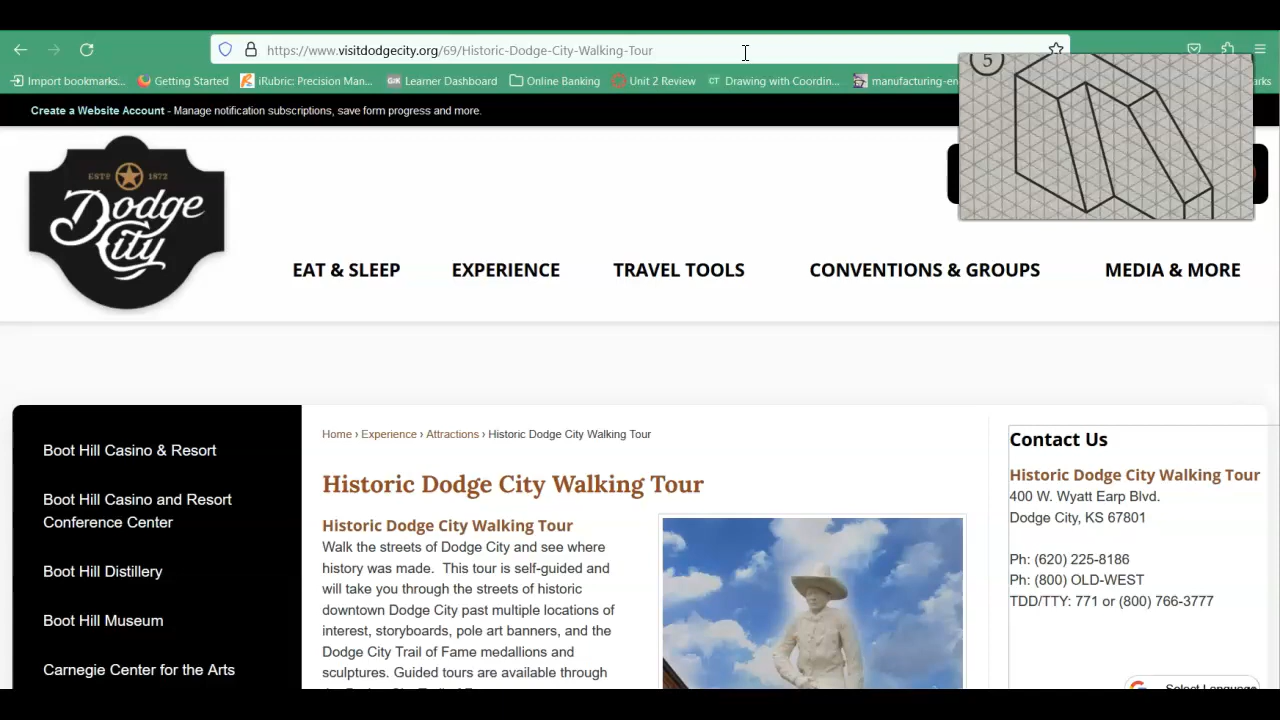 https://www.visitdodgecity.org/69/Historic-Dodge-City-Walking-Tour
Import bookmarks... Getting Started iRubric: Precision Man... Learner Dashboard Online Banking Unit 2 Review Drawing with Coordin... manufacturing-en
5
Create a Website Account - Manage notification subscriptions, save form progress and more.
ESTD 1872
Dodge
City
EAT & SLEEP EXPERIENCE TRAVEL TOOLS CONVENTIONS & GROUPS MEDIA & MORE
Boot Hill Casino & Resort
Boot Hill Casino and Resort
Conference Center
Boot Hill Distillery
Boot Hill Museum
Carnegie Center for the Arts
Home › Experience › Attractions › Historic Dodge City Walking Tour
Historic Dodge City Walking Tour
Historic Dodge City Walking Tour
Walk the streets of Dodge City and see where
history was made. This tour is self-guided and
will take you through the streets of historic
downtown Dodge City past multiple locations of
interest, storyboards, pole art banners, and the
Dodge City Trail of Fame medallions and
sculptures. Guided tours are available through
Contact Us
Historic Dodge City Walking Tour
400 W. Wyatt Earp Blvd.
Dodge City, KS 67801
Ph: (620) 225-8186
Ph: (800) OLD-WEST
TDD/TTY: 771 or (800) 766-3777
Select Language